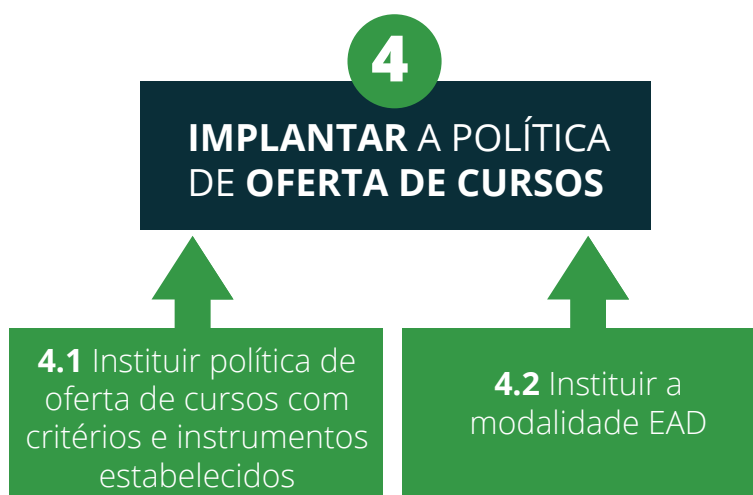 4
IMPLANTAR A POLÍTICA
DE OFERTA DE CURSOS
4.1 Instituir política de
oferta de cursos com
critérios e instrumentos
estabelecidos
4.2 Instituir a
modalidade EAD